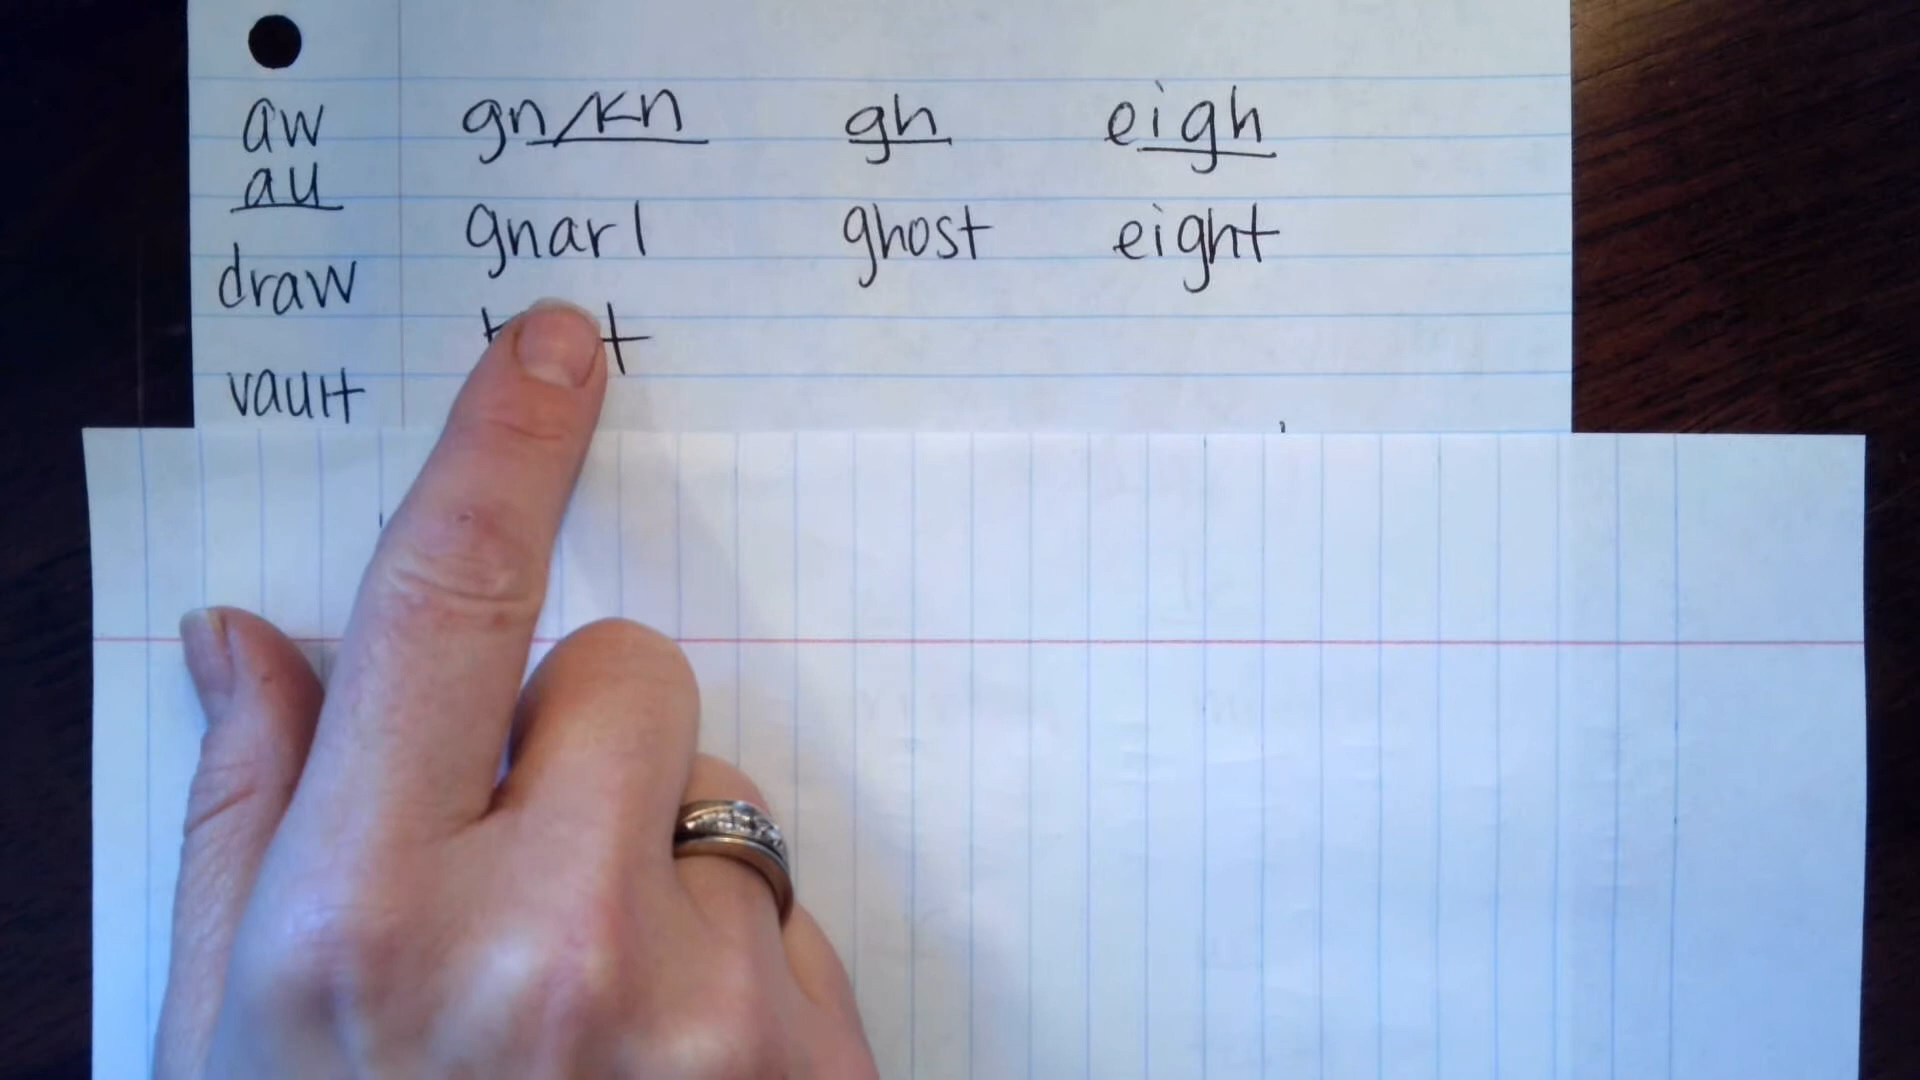 aw gn/kn gh eigh
au
gnarl ghost eight
draw
vault